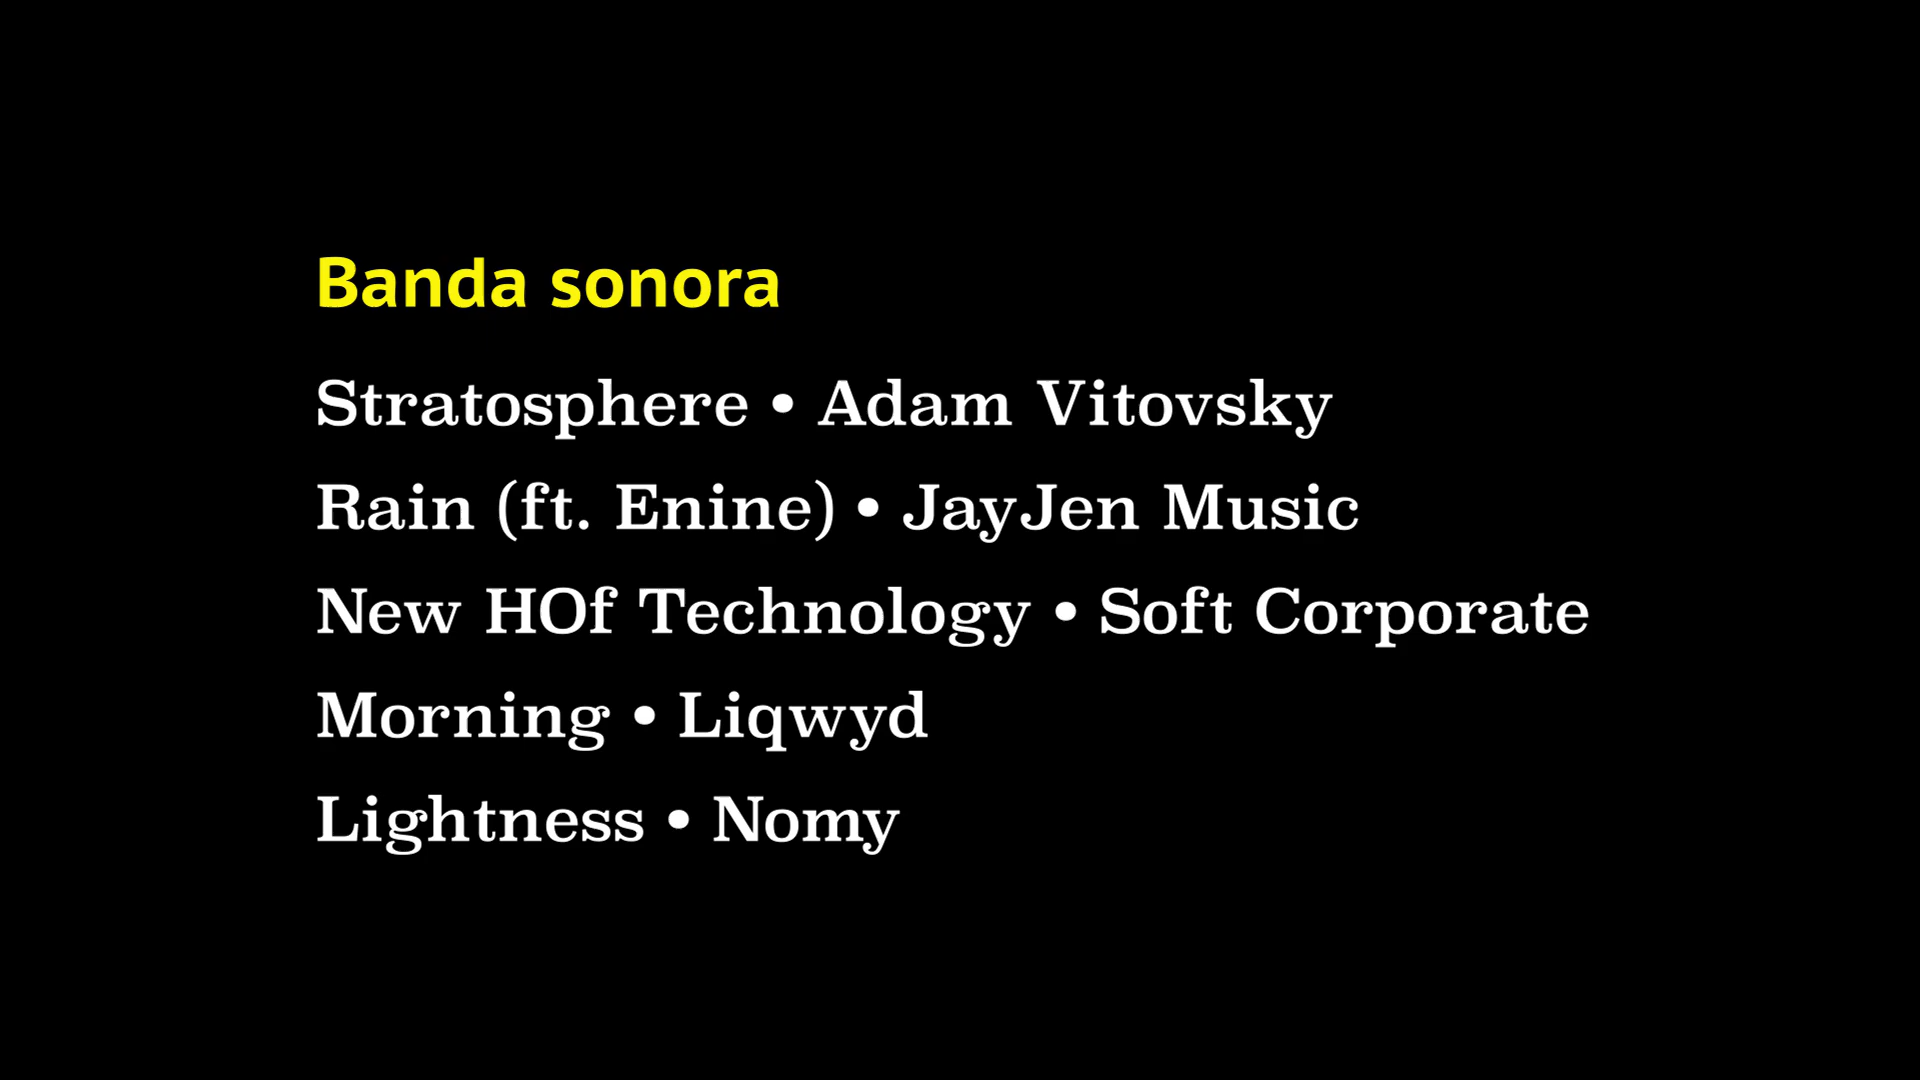 Banda sonora
Stratosphere • Adam Vitovsky
Rain (ft. Enine) • JayJen Music
New HOf Technology • Soft Corporate
Morning • Liqwyd
Lightness • Nomy